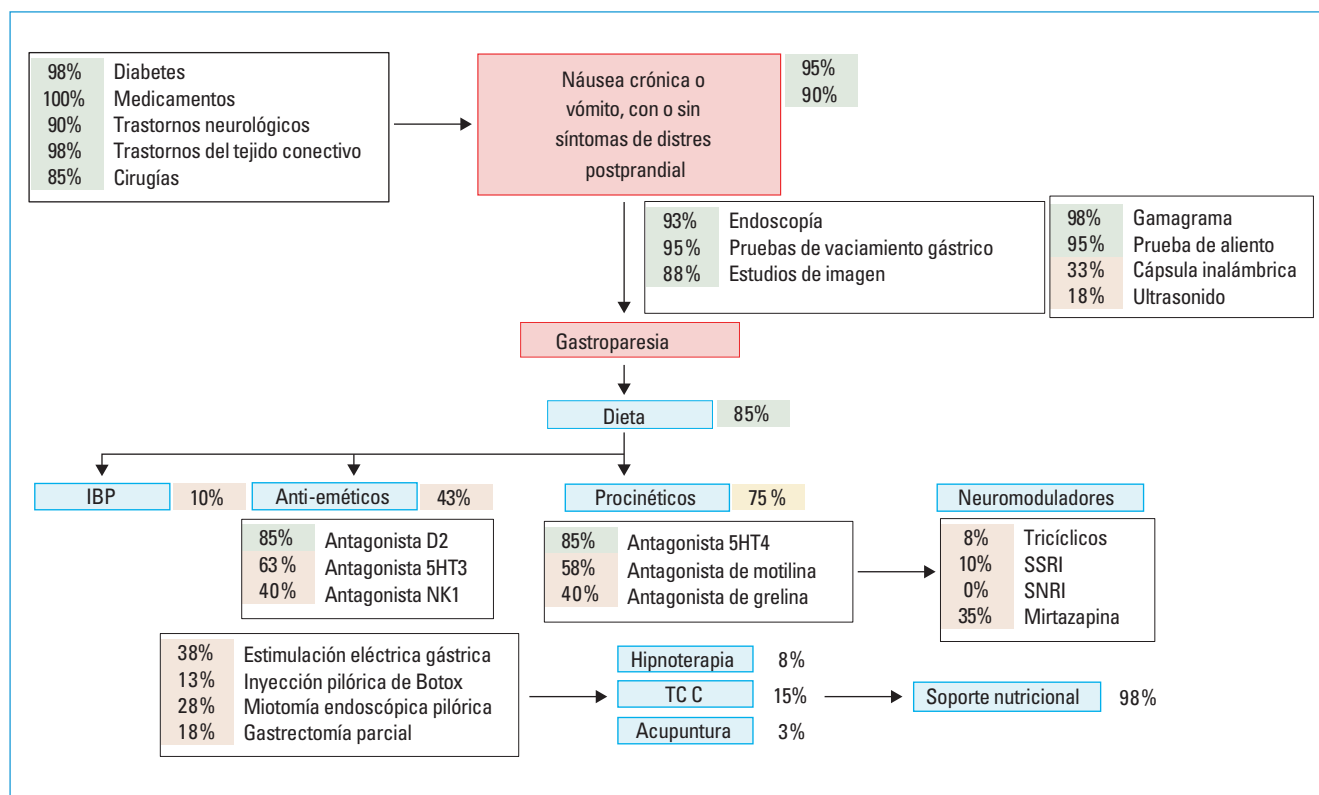 98% Diabetes
100% Medicamentos
90% Trastornos neurológicos
98% Trastornos del tejido conectivo
85% Cirugías
Náusea crónica o
vómito, con o sin
síntomas de distres
postprandial
95%
90%
93% Endoscopía
95% Pruebas de vaciamiento gástrico
88% Estudios de imagen
98% Gamagrama
95% Prueba de aliento
33% Cápsula inalámbrica
18% Ultrasonido
Gastroparesia
Dieta 85%
IBP 10%
Anti-eméticos 43%
Procinéticos 75 %
Neuromoduladores
85% Antagonista D2
63 % Antagonista 5HT3
40% Antagonista NK1
85% Antagonista 5HT4
58% Antagonista de motilina
40% Antagonista de grelina
8% Tricíclicos
10% SSRI
0% SNRI
35% Mirtazapina
38% Estimulación eléctrica gástrica
13% Inyección pilórica de Botox
28% Miotomía endoscópica pilórica
18% Gastrectomía parcial
Hipnoterapia 8%
TC C 15%
Acupuntura 3%
Soporte nutricional 98%